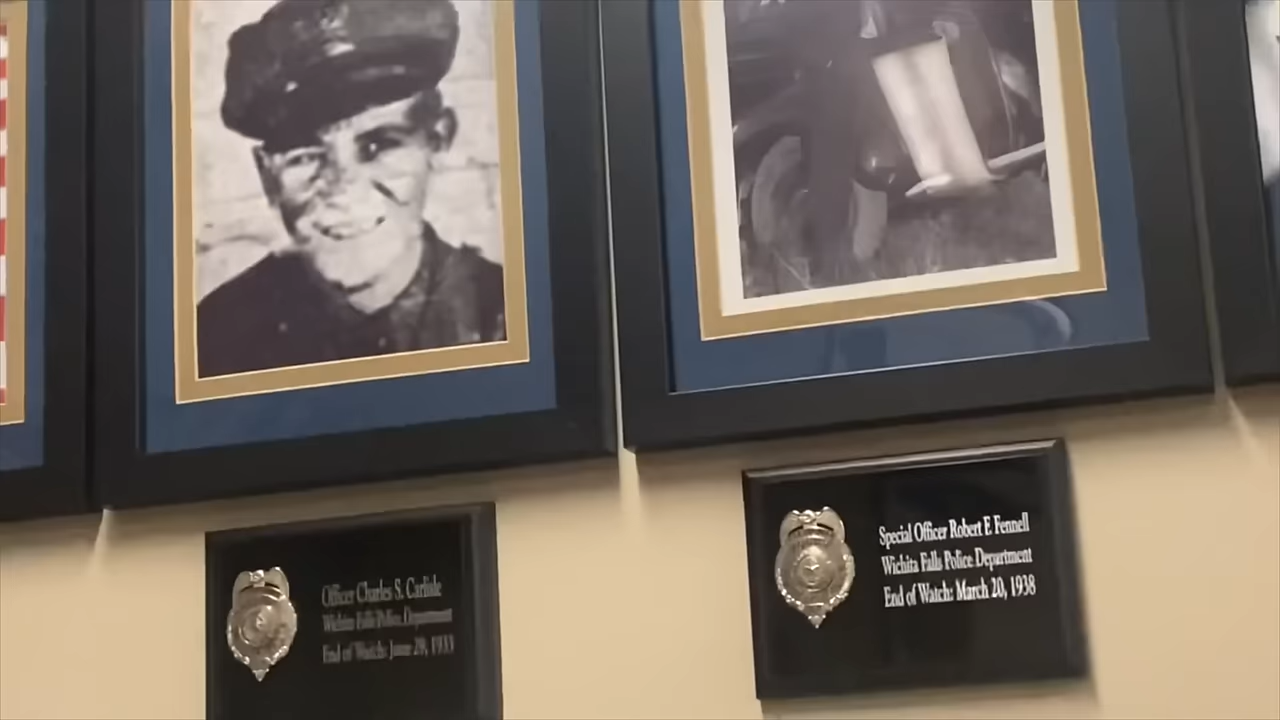 Officer Charles S. Carlisle
Wichita Falls Police Department
End of Watch: June 29, 1933
Special Officer Robert F Fennell
Wichita Falls Police Department
End of Watch: March 20, 1938